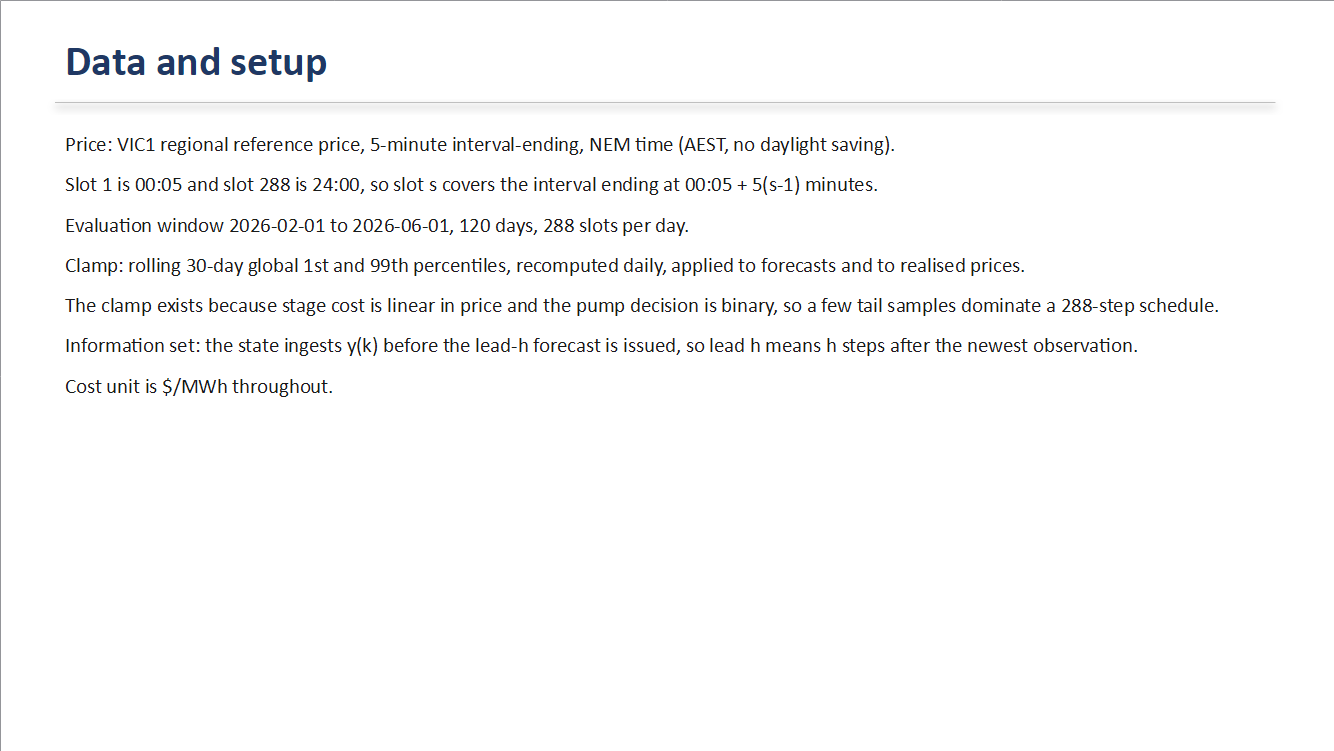 Data and setup
Price: VIC1 regional reference price, 5-minute interval-ending, NEM time (AEST, no daylight saving).
Slot 1 is 00:05 and slot 288 is 24:00, so slot s covers the interval ending at 00:05 + 5(s-1) minutes.
Evaluation window 2026-02-01 to 2026-06-01, 120 days, 288 slots per day.
Clamp: rolling 30-day global 1st and 99th percentiles, recomputed daily, applied to forecasts and to realised prices.
The clamp exists because stage cost is linear in price and the pump decision is binary, so a few tail samples dominate a 288-step schedule.
Information set: the state ingests y(k) before the lead-h forecast is issued, so lead h means h steps after the newest observation.
Cost unit is $/MWh throughout.